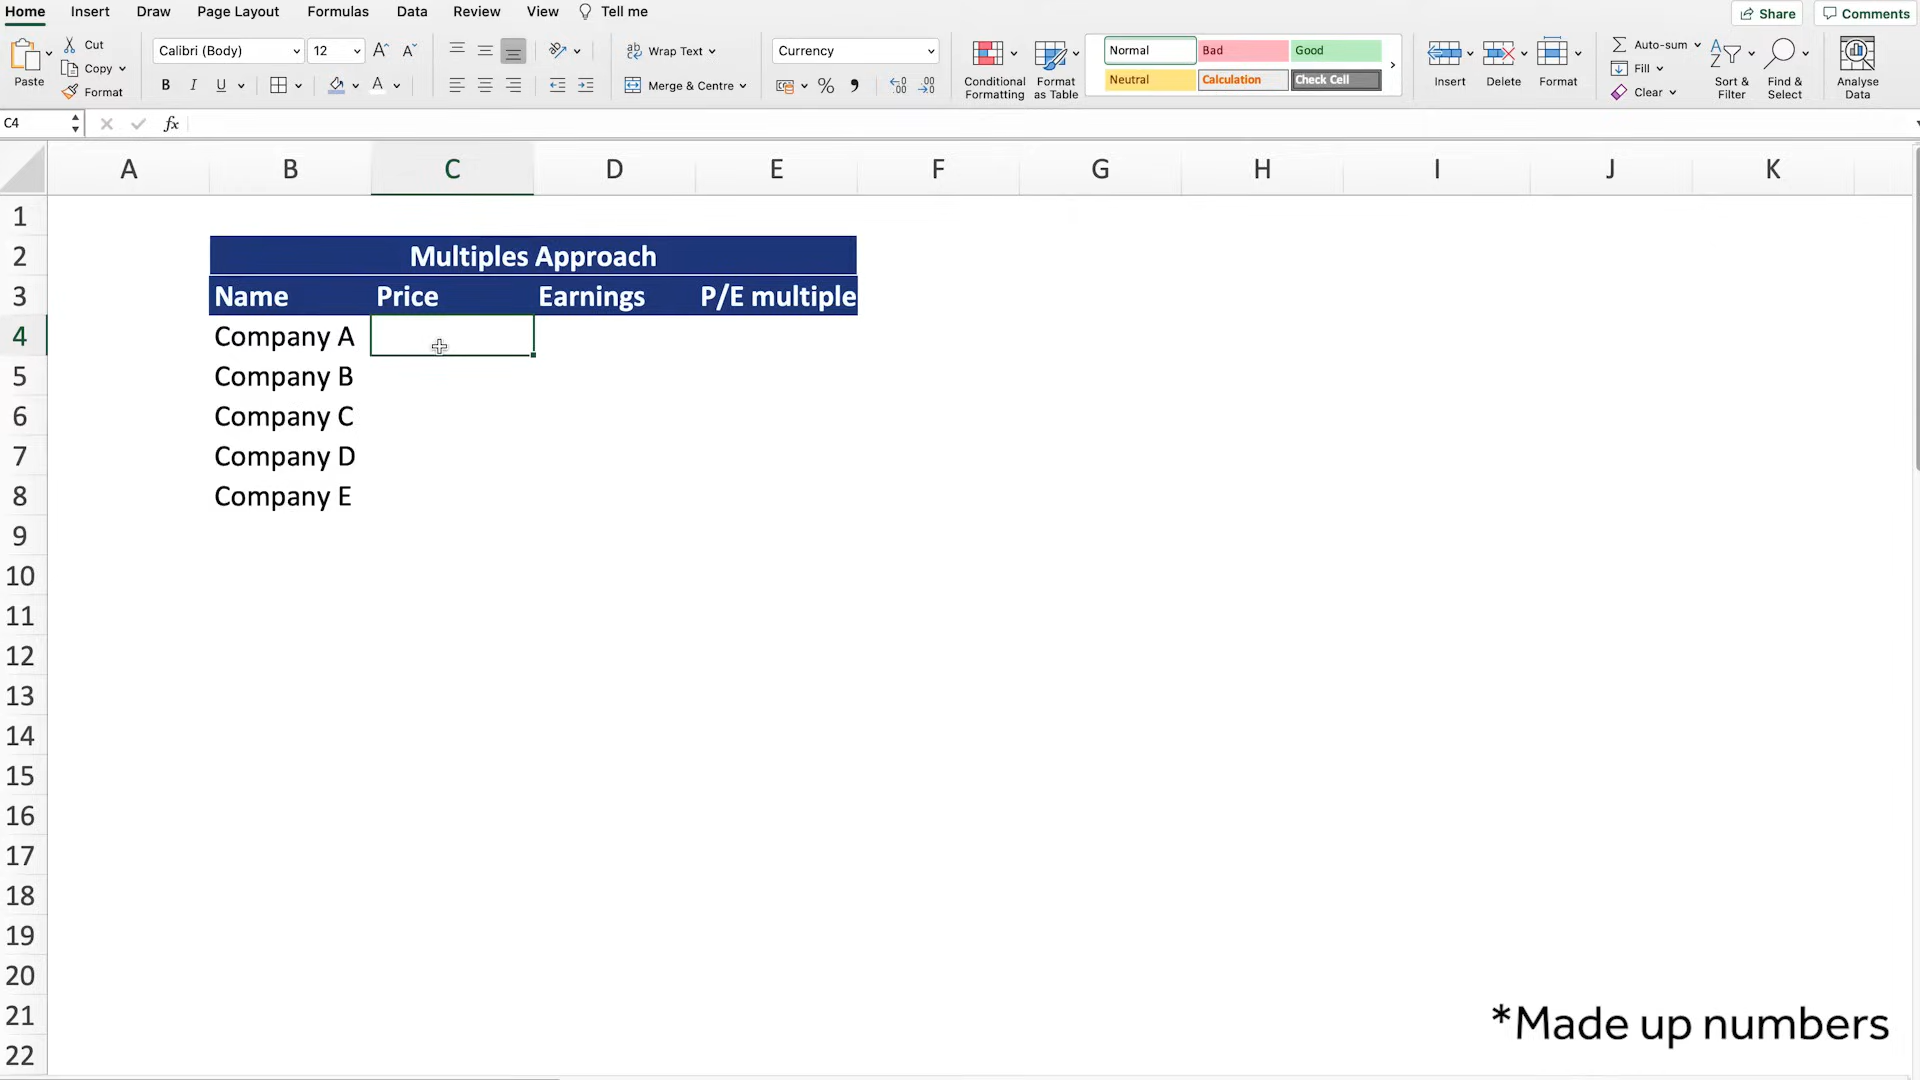 Home Insert Draw Page Layout Formulas Data Review View Tell me Share Comments
Paste Cut Copy Format
Calibri (Body) 12
B I U A
Wrap Text
Merge & Centre
Currency
% 
Conditional Formatting
Format as Table
Normal Bad Good
Neutral Calculation Check Cell
Insert Delete Format
Auto-sum
Fill
Clear
Sort & Filter
Find & Select
Analyse Data
C4 fx
A B C D E F G H I J K
1
2 Multiples Approach
3 Name Price Earnings P/E multiple
4 Company A
5 Company B
6 Company C
7 Company D
8 Company E
9
10
11
12
13
14
15
16
17
18
19
20
21 *Made up numbers
22